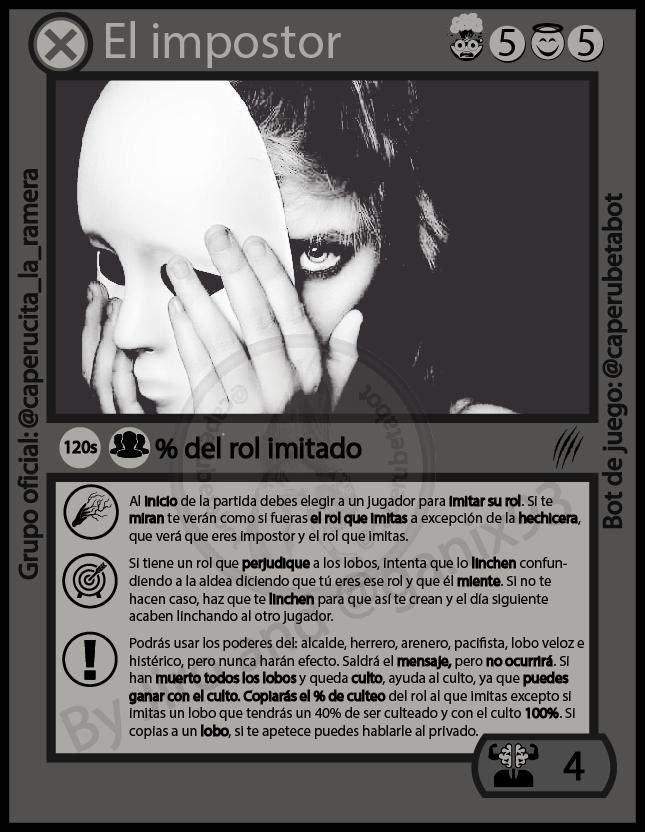 El impostor
5
5
Grupo oficial: @caperucita_la_ramera
Bot de juego: @caperubetabot
120s
% del rol imitado
Al inicio de la partida debes elegir a un jugador para imitar su rol. Si te
miran te verán como si fueras el rol que imitas a excepción de la hechicera,
que verá que eres impostor y el rol que imitas.
Si tiene un rol que perjudique a los lobos, intenta que lo linchen confun-
diendo a la aldea diciendo que tú eres ese rol y que él miente. Si no te
hacen caso, haz que te linchen para que así te crean y el día siguiente
acaben linchando al otro jugador.
Podrás usar los poderes del: alcalde, herrero, arenero, pacifista, lobo veloz e
histérico, pero nunca harán efecto. Saldrá el mensaje, pero no ocurrirá. Si
han muerto todos los lobos y queda culto, ayuda al culto, ya que puedes
ganar con el culto. Copiarás el % de culteo del rol al que imitas excepto si
imitas un lobo que tendrás un 40% de ser culteado y con el culto 100%. Si
copias a un lobo, si te apetece puedes hablarle al privado.
4